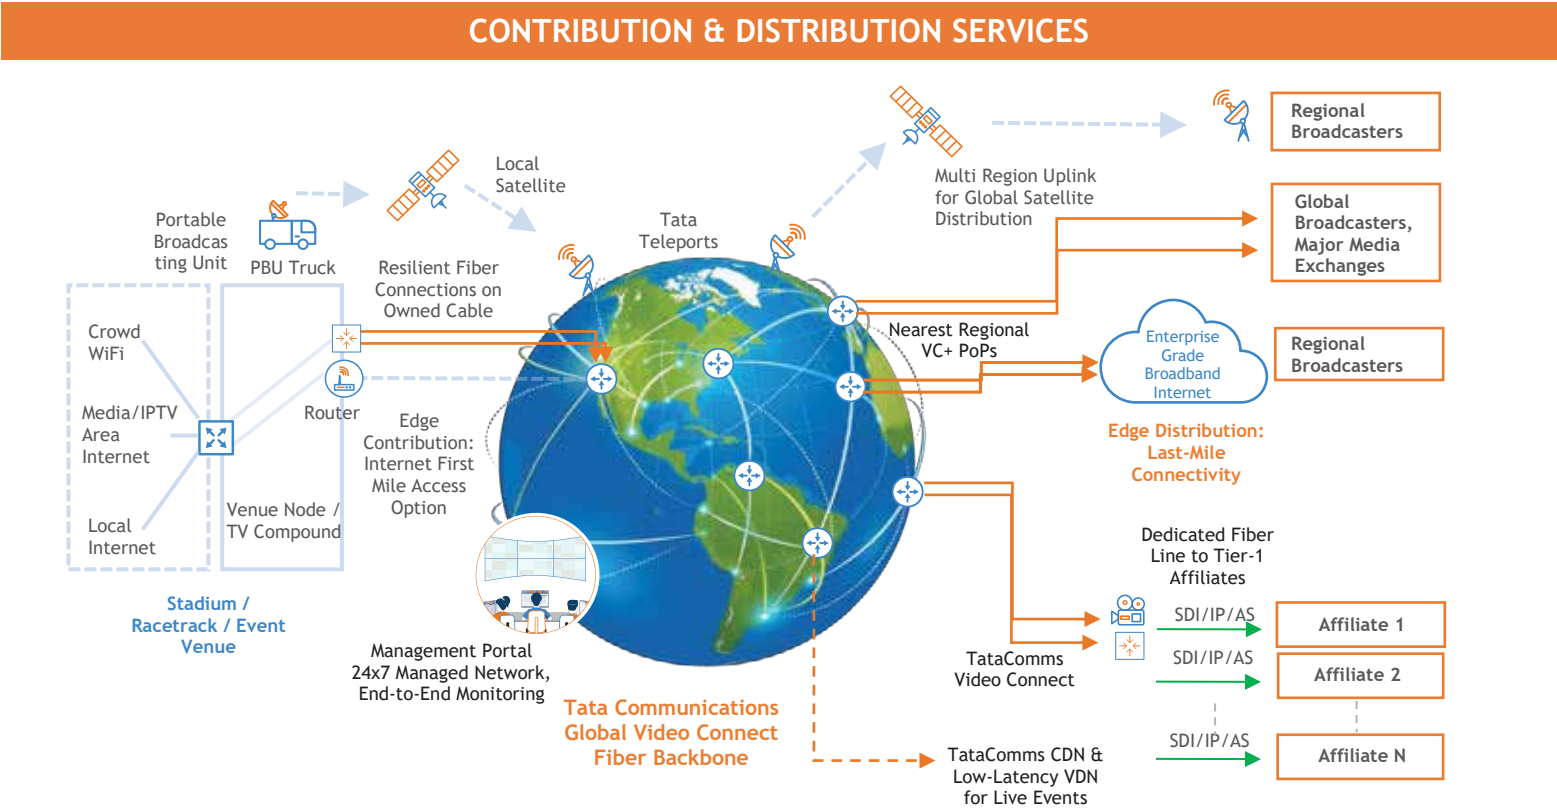 CONTRIBUTION & DISTRIBUTION SERVICES
Local
Satellite
Portable
Broadcas
ting Unit
PBU Truck
Resilient Fiber
Connections on
Owned Cable
Tata
Teleports
Multi Region Uplink
for Global Satellite
Distribution
Regional
Broadcasters
Global
Broadcasters,
Major Media
Exchanges
Crowd
WiFi
Media/IPTV
Area
Internet
Local
Internet
Router
Venue Node /
TV Compound
Edge
Contribution:
Internet First
Mile Access
Option
Stadium /
Racetrack / Event
Venue
Nearest Regional
VC+ PoPs
Enterprise
Grade
Broadband
Internet
Regional
Broadcasters
Edge Distribution:
Last-Mile
Connectivity
Management Portal
24x7 Managed Network,
End-to-End Monitoring
Tata Communications
Global Video Connect
Fiber Backbone
Dedicated Fiber
Line to Tier-1
Affiliates
TataComms
Video Connect
SDI/IP/AS
Affiliate 1
SDI/IP/AS
Affiliate 2
SDI/IP/AS
Affiliate N
TataComms CDN &
Low-Latency VDN
for Live Events